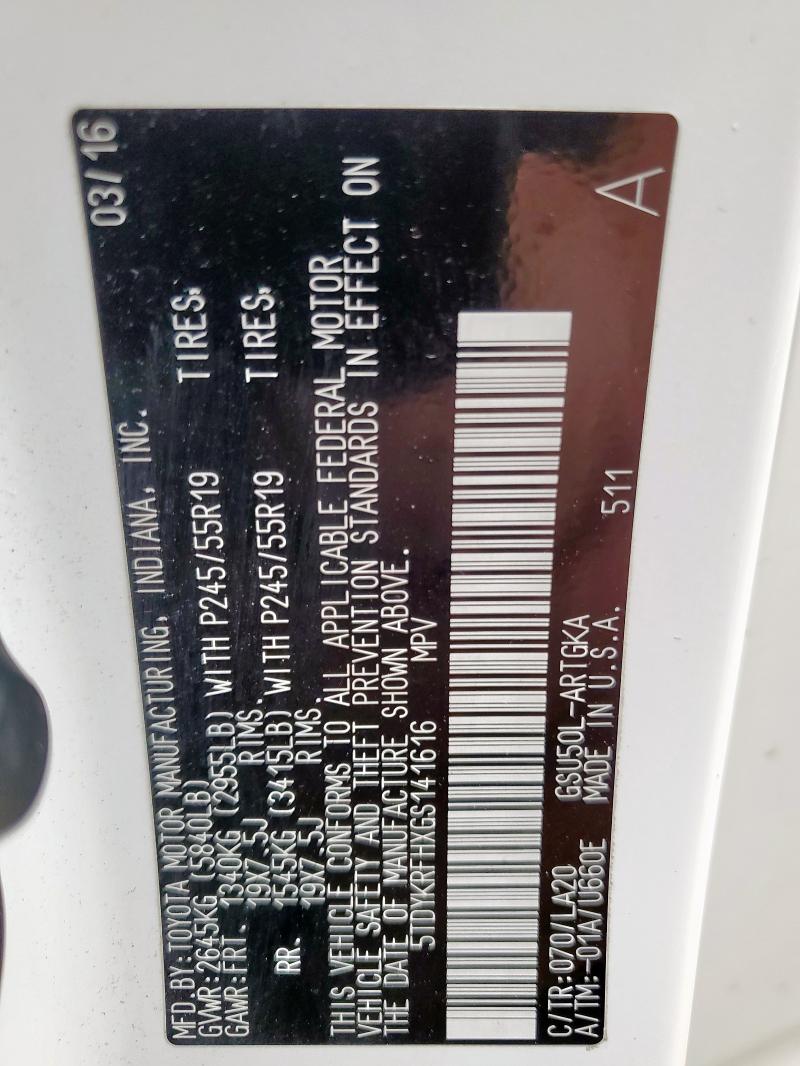 MFD.BY:TOYOTA MOTOR MANUFACTURING, INDIANA, INC. 03/16
GVWR:2645KG (5840LB)
GAWR:FRT. 1340KG (2955LB) WITH P245/55R19 TIRES,
19X7.5J RIMS.
RR. 1545KG (3415LB) WITH P245/55R19 TIRES,
19X7.5J RIMS.
THIS VEHICLE CONFORMS TO ALL APPLICABLE FEDERAL MOTOR
VEHICLE SAFETY AND THEFT PREVENTION STANDARDS IN EFFECT ON
THE DATE OF MANUFACTURE SHOWN ABOVE.
5TDYKRFHXGS141616 MPV
C/TR:070/LA20 GSU50L-ARTGKA
A/TM:-01A/U660E MADE IN U.S.A. 511 A